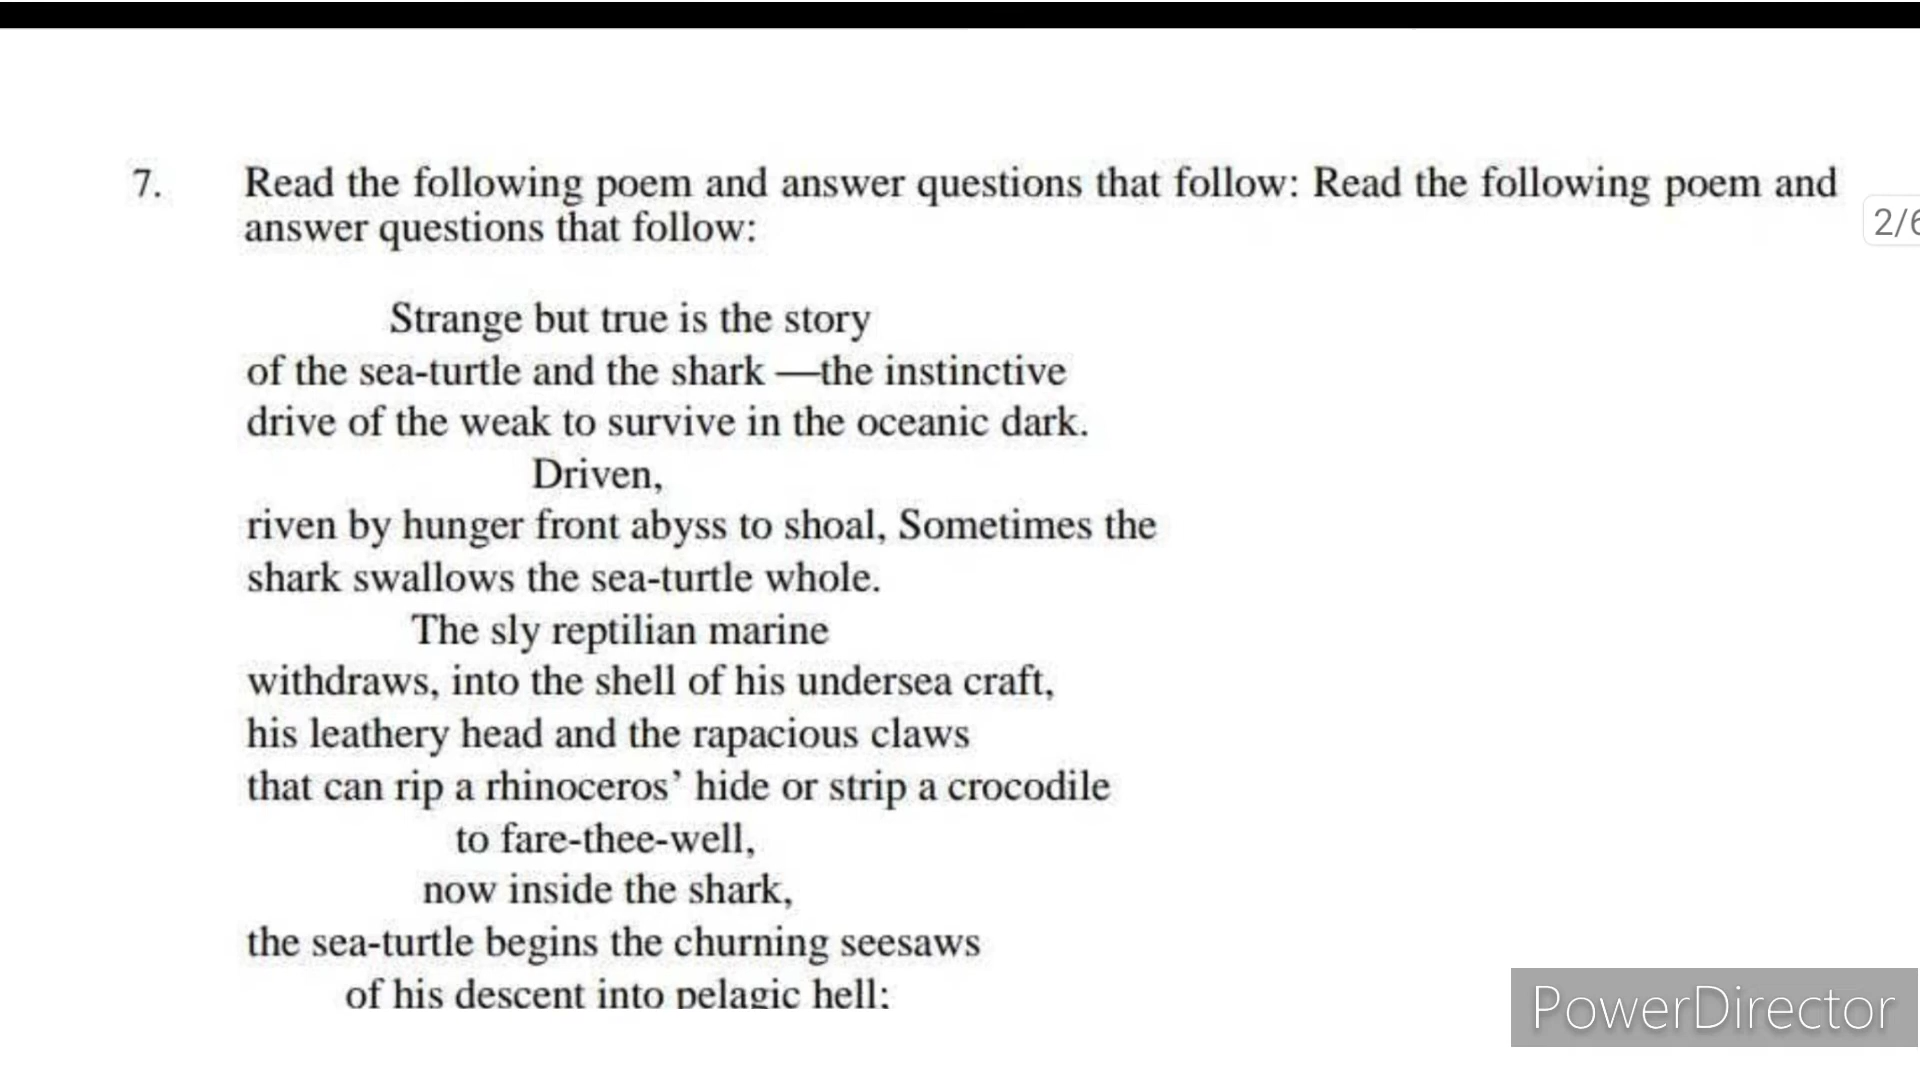 7. Read the following poem and answer questions that follow: Read the following poem and
answer questions that follow:
2/6
Strange but true is the story
of the sea-turtle and the shark —the instinctive
drive of the weak to survive in the oceanic dark.
Driven,
riven by hunger front abyss to shoal, Sometimes the
shark swallows the sea-turtle whole.
The sly reptilian marine
withdraws, into the shell of his undersea craft,
his leathery head and the rapacious claws
that can rip a rhinoceros’ hide or strip a crocodile
to fare-thee-well,
now inside the shark,
the sea-turtle begins the churning seesaws
of his descent into pelagic hell;
PowerDirector